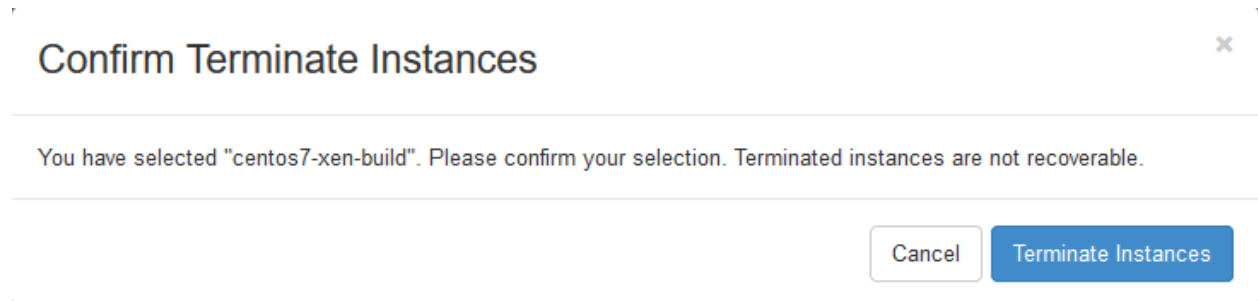 Confirm Terminate Instances
×
You have selected "centos7-xen-build". Please confirm your selection. Terminated instances are not recoverable.
Cancel
Terminate Instances